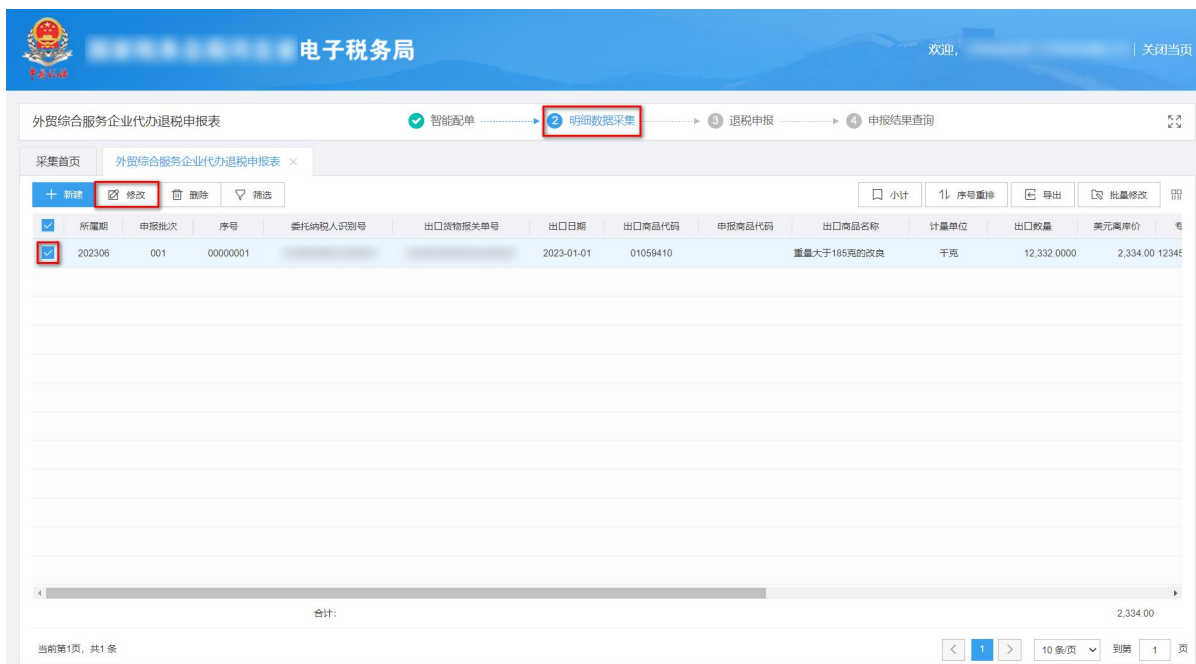 电子税务局
欢迎, | 关闭当页
外贸综合服务企业代办退税申报表 智能配单 2 明细数据采集 3 退税申报 4 申报结果查询
采集首页 外贸综合服务企业代办退税申报表 ×
新建 修改 删除 筛选 小计 序号重排 导出 批量修改
所属期 申报批次 序号 委托纳税人识别号 出口货物报关单号 出口日期 出口商品代码 申报商品代码 出口商品名称 计量单位 出口数量 美元离岸价
202306 001 00000001 2023-01-01 01059410 重量大于185克的改良 千克 12,332.0000 2,334.00 12345
合计: 2,334.00
当前第1页, 共1条 < 1 > 10 条/页 到第 1 页